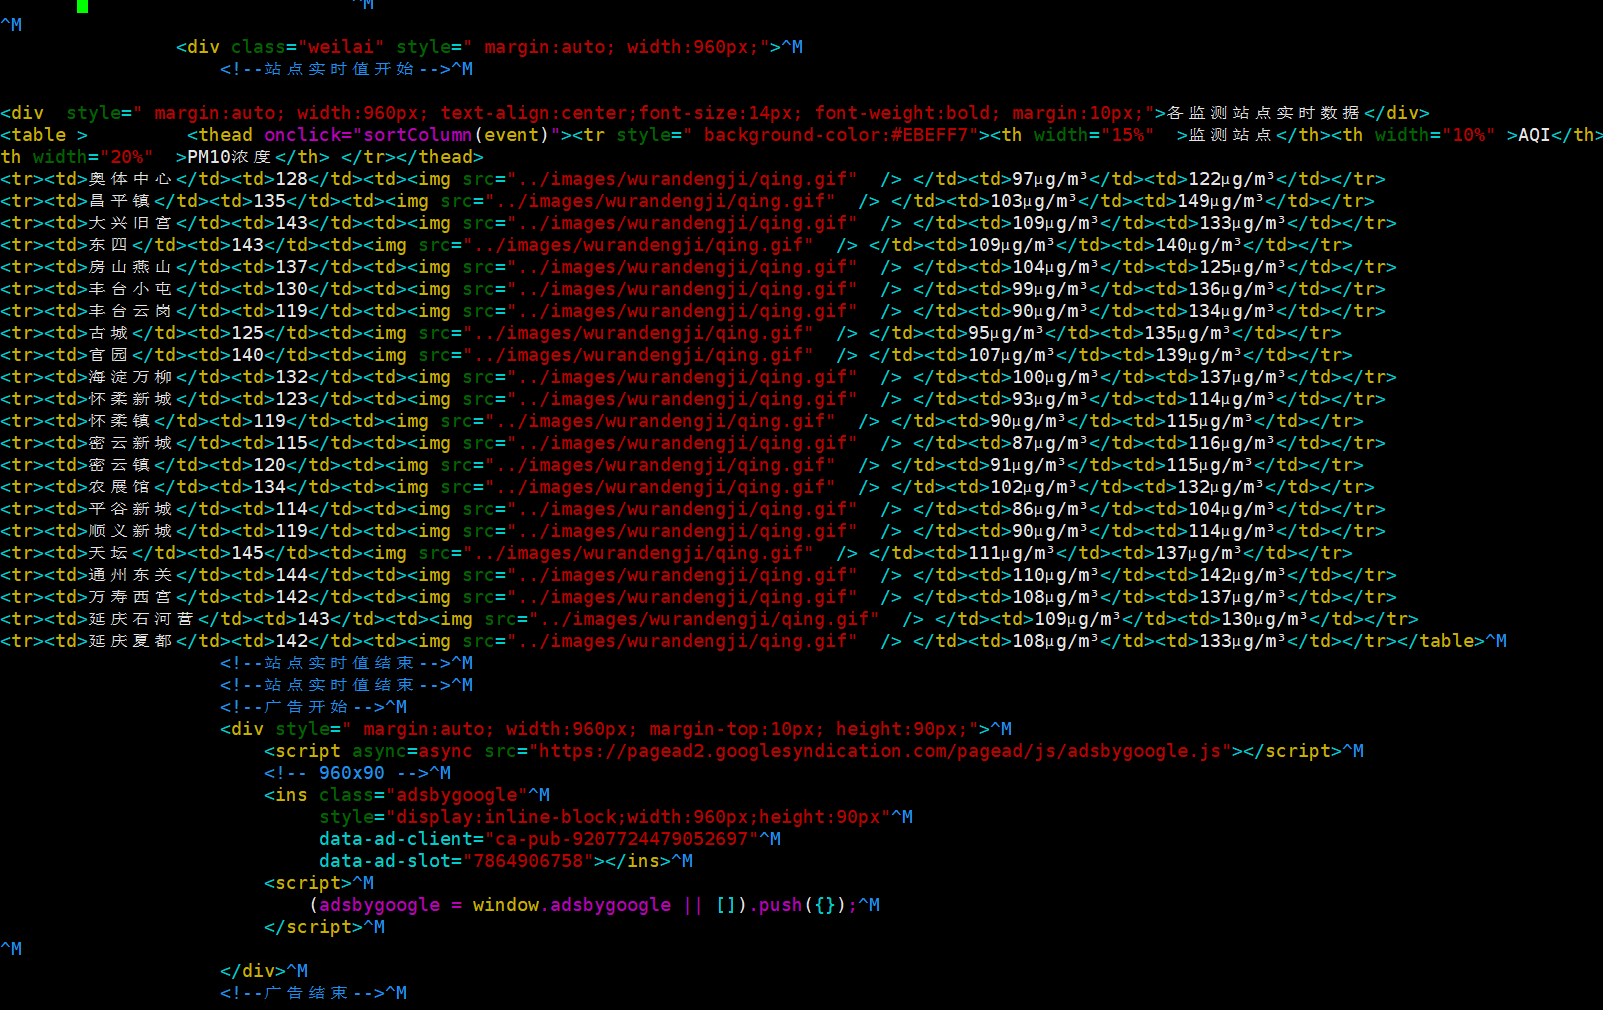 ^M
^M
<div class="weilai" style=" margin:auto; width:960px;">^M
<!--站点实时值开始-->^M
<div  style=" margin:auto; width:960px; text-align:center;font-size:14px; font-weight:bold; margin:10px;">各监测站点实时数据</div>
<table >         <thead onclick="sortColumn(event)"><tr style=" background-color:#EBEFF7"><th width="15%"  >监测站点</th><th width="10%" >AQI</th>
th width="20%"  >PM10浓度</th> </tr></thead>
<tr><td>奥体中心</td><td>128</td><td><img src="../images/wurandengji/qing.gif"  /> </td><td>97μg/m³</td><td>122μg/m³</td></tr>
<tr><td>昌平镇</td><td>135</td><td><img src="../images/wurandengji/qing.gif"  /> </td><td>103μg/m³</td><td>149μg/m³</td></tr>
<tr><td>大兴旧宫</td><td>143</td><td><img src="../images/wurandengji/qing.gif"  /> </td><td>109μg/m³</td><td>133μg/m³</td></tr>
<tr><td>东四</td><td>143</td><td><img src="../images/wurandengji/qing.gif"  /> </td><td>109μg/m³</td><td>140μg/m³</td></tr>
<tr><td>房山燕山</td><td>137</td><td><img src="../images/wurandengji/qing.gif"  /> </td><td>104μg/m³</td><td>125μg/m³</td></tr>
<tr><td>丰台小屯</td><td>130</td><td><img src="../images/wurandengji/qing.gif"  /> </td><td>99μg/m³</td><td>136μg/m³</td></tr>
<tr><td>丰台云岗</td><td>119</td><td><img src="../images/wurandengji/qing.gif"  /> </td><td>90μg/m³</td><td>134μg/m³</td></tr>
<tr><td>古城</td><td>125</td><td><img src="../images/wurandengji/qing.gif"  /> </td><td>95μg/m³</td><td>135μg/m³</td></tr>
<tr><td>官园</td><td>140</td><td><img src="../images/wurandengji/qing.gif"  /> </td><td>107μg/m³</td><td>139μg/m³</td></tr>
<tr><td>海淀万柳</td><td>132</td><td><img src="../images/wurandengji/qing.gif"  /> </td><td>100μg/m³</td><td>137μg/m³</td></tr>
<tr><td>怀柔新城</td><td>123</td><td><img src="../images/wurandengji/qing.gif"  /> </td><td>93μg/m³</td><td>114μg/m³</td></tr>
<tr><td>怀柔镇</td><td>119</td><td><img src="../images/wurandengji/qing.gif"  /> </td><td>90μg/m³</td><td>115μg/m³</td></tr>
<tr><td>密云新城</td><td>115</td><td><img src="../images/wurandengji/qing.gif"  /> </td><td>87μg/m³</td><td>116μg/m³</td></tr>
<tr><td>密云镇</td><td>120</td><td><img src="../images/wurandengji/qing.gif"  /> </td><td>91μg/m³</td><td>115μg/m³</td></tr>
<tr><td>农展馆</td><td>134</td><td><img src="../images/wurandengji/qing.gif"  /> </td><td>102μg/m³</td><td>132μg/m³</td></tr>
<tr><td>平谷新城</td><td>114</td><td><img src="../images/wurandengji/qing.gif"  /> </td><td>86μg/m³</td><td>104μg/m³</td></tr>
<tr><td>顺义新城</td><td>119</td><td><img src="../images/wurandengji/qing.gif"  /> </td><td>90μg/m³</td><td>114μg/m³</td></tr>
<tr><td>天坛</td><td>145</td><td><img src="../images/wurandengji/qing.gif"  /> </td><td>111μg/m³</td><td>137μg/m³</td></tr>
<tr><td>通州东关</td><td>144</td><td><img src="../images/wurandengji/qing.gif"  /> </td><td>110μg/m³</td><td>142μg/m³</td></tr>
<tr><td>万寿西宫</td><td>142</td><td><img src="../images/wurandengji/qing.gif"  /> </td><td>108μg/m³</td><td>137μg/m³</td></tr>
<tr><td>延庆石河营</td><td>143</td><td><img src="../images/wurandengji/qing.gif"  /> </td><td>109μg/m³</td><td>130μg/m³</td></tr>
<tr><td>延庆夏都</td><td>142</td><td><img src="../images/wurandengji/qing.gif"  /> </td><td>108μg/m³</td><td>133μg/m³</td></tr></table>^M
<!--站点实时值结束-->^M
<!--站点实时值结束-->^M
<!--广告开始-->^M
<div style=" margin:auto; width:960px; margin-top:10px; height:90px;">^M
<script async=async src="https://pagead2.googlesyndication.com/pagead/js/adsbygoogle.js"></script>^M
<!-- 960x90 -->^M
<ins class="adsbygoogle"^M
style="display:inline-block;width:960px;height:90px"^M
data-ad-client="ca-pub-9207724479052697"^M
data-ad-slot="7864906758"></ins>^M
<script>^M
(adsbygoogle = window.adsbygoogle || []).push({});^M
</script>^M
^M
</div>^M
<!--广告结束-->^M